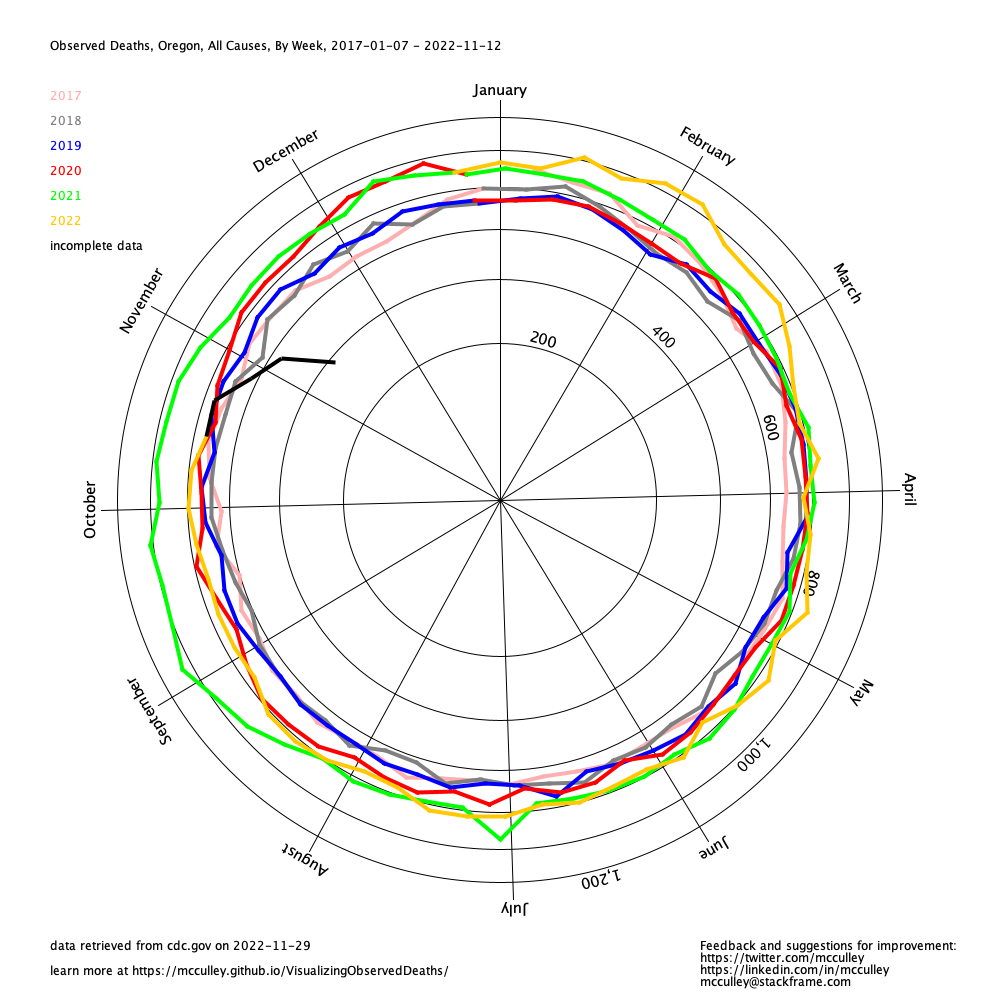 Observed Deaths, Oregon, All Causes, By Week, 2017-01-07 - 2022-11-12
2017
2018
2019
2020
2021
2022
incomplete data
January
February
March
April
May
June
July
August
September
October
November
December
200
400
600
800
1,000
1,200
data retrieved from cdc.gov on 2022-11-29
learn more at https://mcculley.github.io/VisualizingObservedDeaths/
Feedback and suggestions for improvement:
https://twitter.com/mcculley
https://linkedin.com/in/mcculley
mcculley@stackframe.com